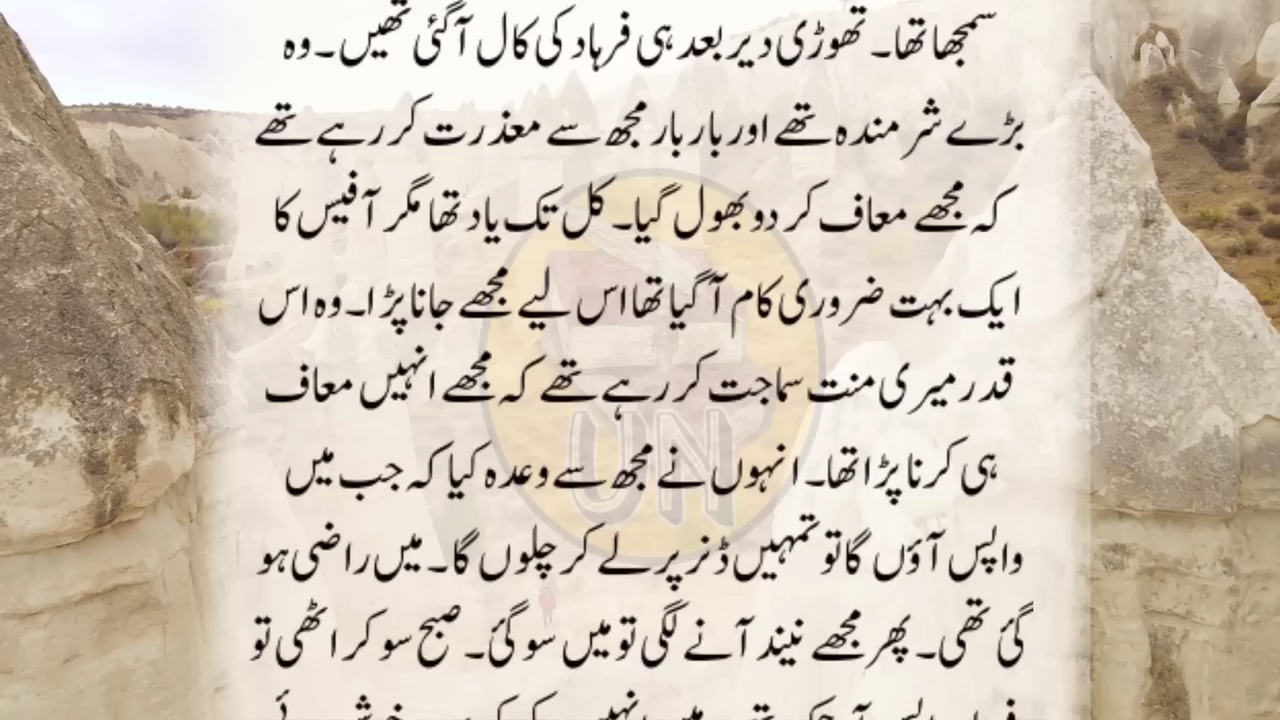 سمجھا تھا۔ تھوڑی دیر بعد ہی فرہاد کی کال آگئی تھیں۔ وہ
بڑے شرمندہ تھے اور بار بار مجھ سے معذرت کر رہے تھے
کہ مجھے معاف کر دو بھول گیا۔ کل تک یاد تھا مگر آفیس کا
ایک بہت ضروری کام آگیا تھا اس لیے مجھے جانا پڑا۔ وہ اس
قدر میری منت سماجت کر رہے تھے کہ مجھے انہیں معاف
ہی کرنا پڑا تھا۔ انہوں نے مجھ سے وعدہ کیا کہ جب میں
واپس آؤں گا تو تمہیں ڈنر پر لے کر چلوں گا۔ میں راضی ہو
گئی تھی۔ پھر مجھے نیند آنے لگی تو میں سوگئی۔ صبح سو کر اٹھی تو
UN